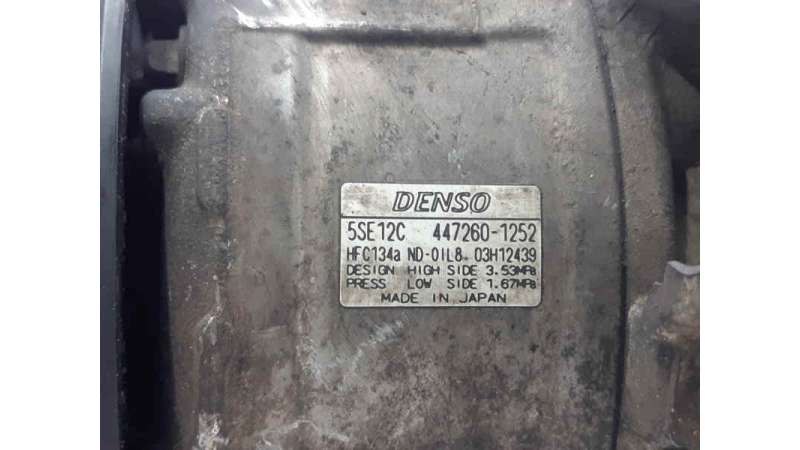 DENSO
5SE12C 447260-1252
HFC134a ND-OIL8. 03H12439
DESIGN HIGH SIDE 3.53MPa
PRESS LOW SIDE 1.67MPa
MADE IN JAPAN